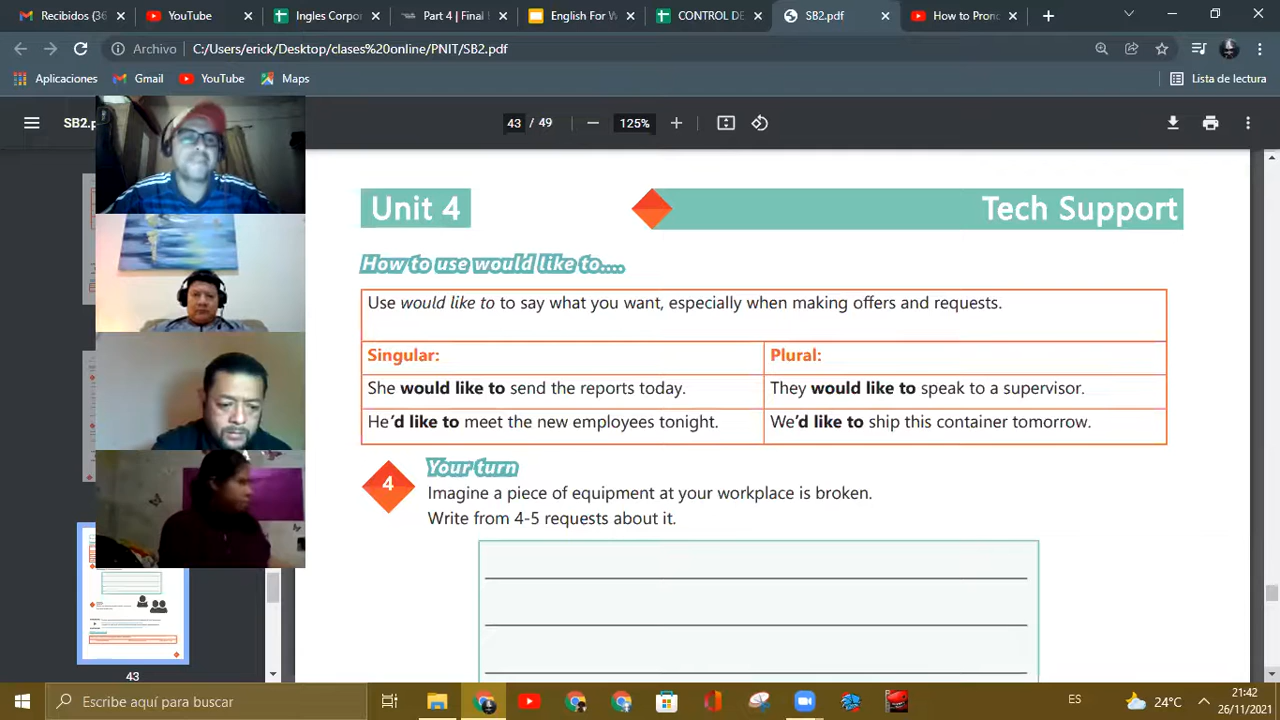 Recibidos (36
YouTube
Ingles Corpor
Part 4 | Final
English For W
CONTROL DE
SB2.pdf
How to Pronc
Archivo
C:/Users/erick/Desktop/clases%20online/PNIT/SB2.pdf
Aplicaciones
Gmail
YouTube
Maps
Lista de lectura
SB2.p
43 / 49
125%
Unit 4
Tech Support
How to use would like to....
Use would like to to say what you want, especially when making offers and requests.
Singular:
Plural:
She would like to send the reports today.
They would like to speak to a supervisor.
He'd like to meet the new employees tonight.
We'd like to ship this container tomorrow.
4
Your turn
Imagine a piece of equipment at your workplace is broken.
Write from 4-5 requests about it.
43
Escribe aquí para buscar
ES
24°C
21:42
26/11/2021